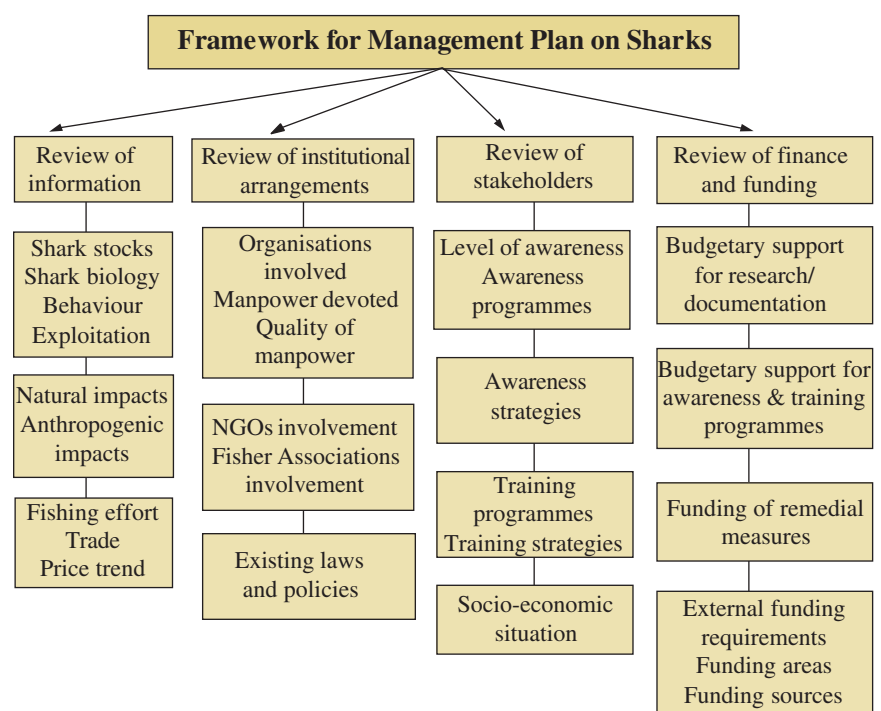 Framework for Management Plan on Sharks
Review of
information
Shark stocks
Shark biology
Behaviour
Exploitation
Natural impacts
Anthropogenic
impacts
Fishing effort
Trade
Price trend
Review of institutional
arrangements
Organisations
involved
Manpower devoted
Quality of
manpower
NGOs involvement
Fisher Associations
involvement
Existing laws
and policies
Review of
stakeholders
Level of awareness
Awareness
programmes
Awareness
strategies
Training
programmes
Training strategies
Socio-economic
situation
Review of finance
and funding
Budgetary support
for research/
documentation
Budgetary support for
awareness & training
programmes
Funding of remedial
measures
External funding
requirements
Funding areas
Funding sources